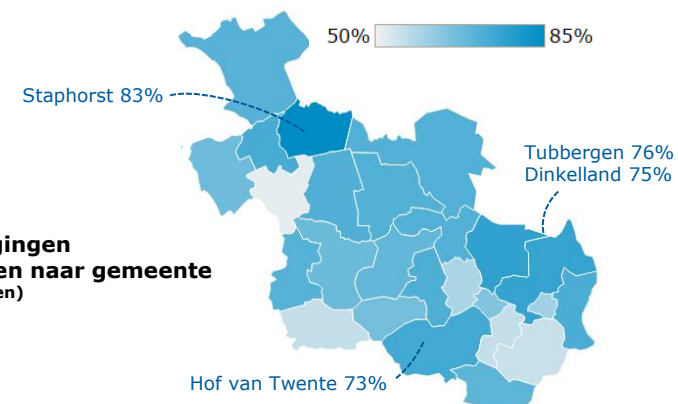 50% 85%
Staphorst 83%
Tubbergen 76%
Dinkelland 75%
gingen
en naar gemeente
en)
Hof van Twente 73%